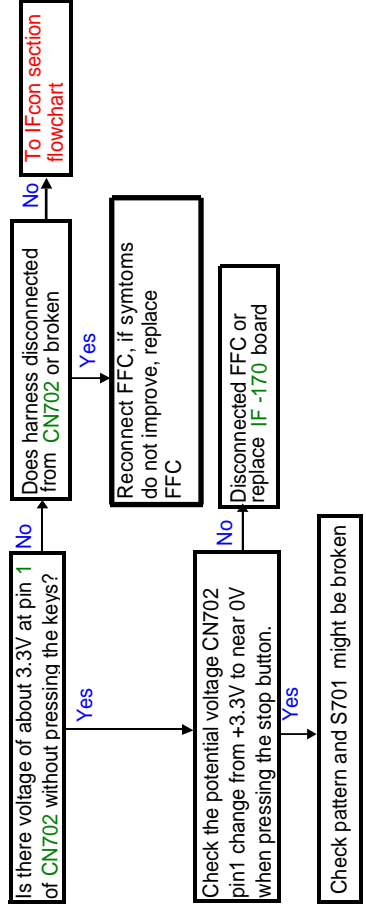 Is there voltage of about 3.3V at pin 1
of CN702 without pressing the keys?
No
Does harness disconnected
from CN702 or broken
No
To IFcon section
flowchart
Yes
Reconnect FFC, if symtoms
do not improve, replace
FFC
Yes
Check the potential voltage CN702
pin1 change from +3.3V to near 0V
when pressing the stop button.
No
Disconnected FFC or
replace IF -170 board
Yes
Check pattern and S701 might be broken